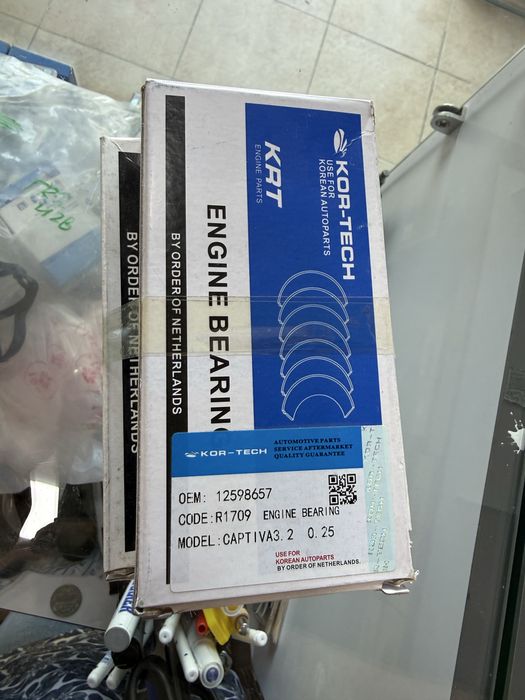 KOR-TECH
USE FOR
KOREAN AUTOPARTS
KRT
ENGINE PARTS
ENGINE BEARING
BY ORDER OF NETHERLANDS
BY ORDER OF NETHERLANDS
KOR-TECH
AUTOMOTIVE PARTS
SERVICE AFTERMARKET
QUALITY GUARANTEE
OEM: 12598657
CODE:R1709 ENGINE BEARING
MODEL:CAPTIVA3.2 0.25
USE FOR
KOREAN AUTOPARTS
BY ORDER OF NETHERLANDS.